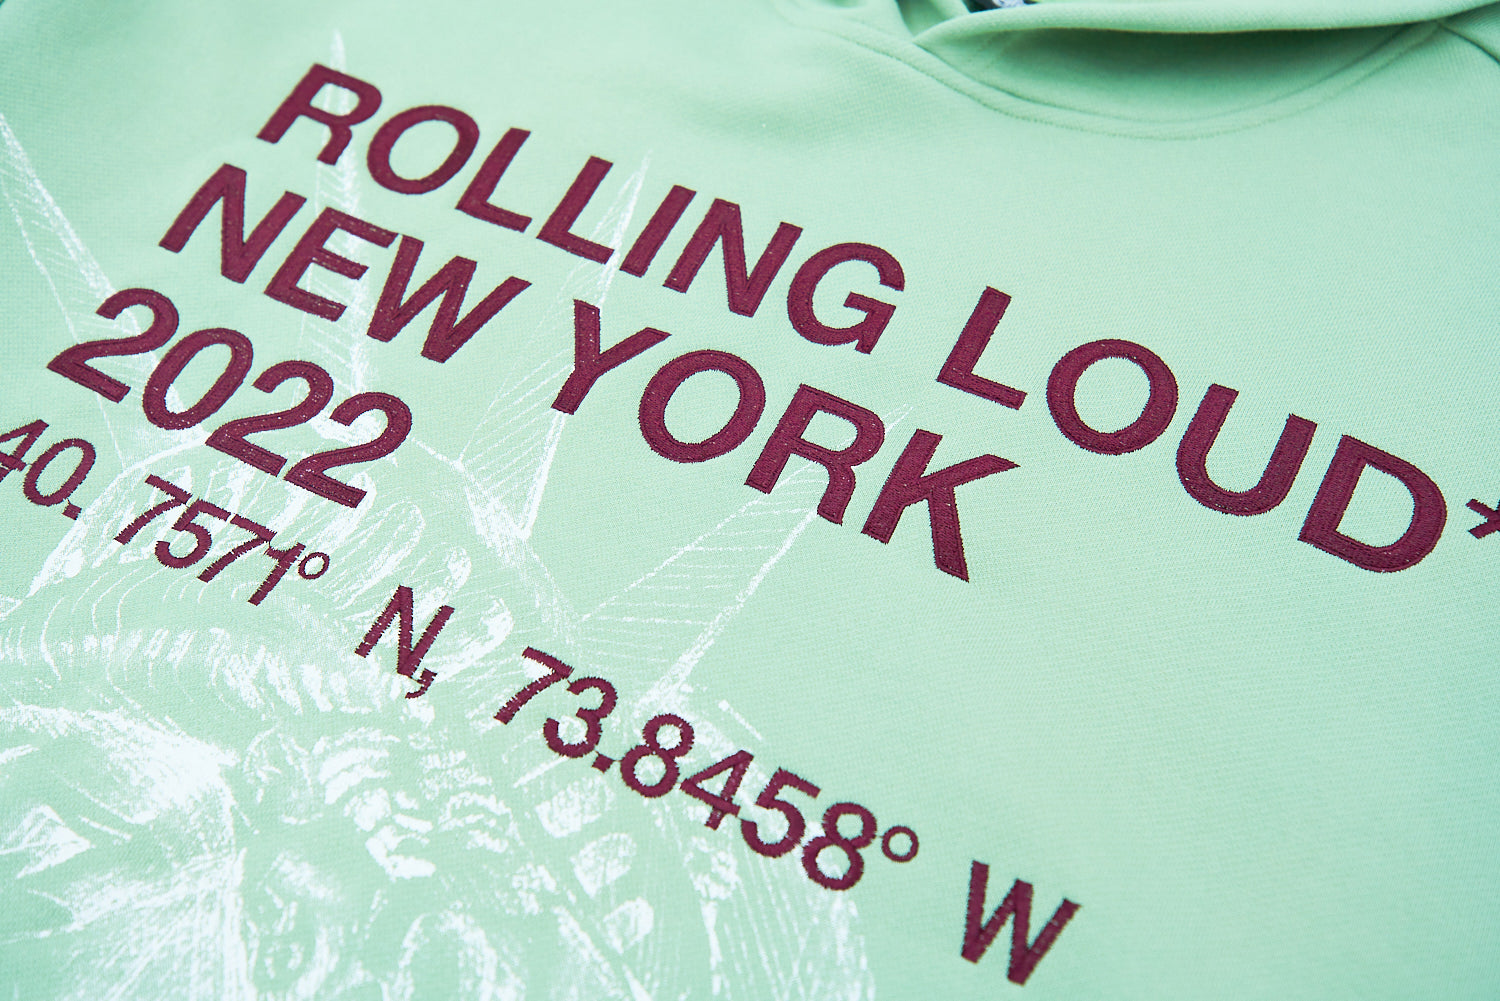 ROLLING LOUD*
NEW YORK
2022
40. 7571° N, 73.8458° W